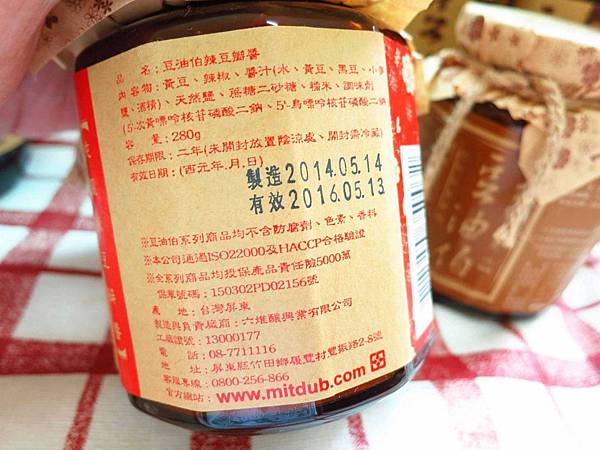 品　名：豆油伯辣豆瓣醬
內容物：黃豆、辣椒、醬汁(水、黃豆、黑豆、小麥、
鹽、酒精)、天然鹽、蔗糖二砂糖、糯米、調味劑
(5'-次黃嘌呤核苷磷酸二鈉、5'-鳥嘌呤核苷磷酸二鈉)
容　量：280g
保存期限：二年(未開封放置陰涼處、開封需冷藏)
有效日期：(西元年.月.日)
製造2014.05.14
有效2016.05.13
※豆油伯系列商品均不含防腐劑、色素、香料
※本公司通過ISO22000及HACCP合格驗證
※全系列商品均投保產品責任險5000萬
保單號碼：150302PD02156號
產　地：台灣屏東
製造與負責廠商：六堆釀興業有限公司
工廠證號：13000177
電　話：08-7711116
地　址：屏東縣竹田鄉履豐村豐振路2-8號
客服專線：0800-256-866
官方網站：www.mitdub.com
豆油伯